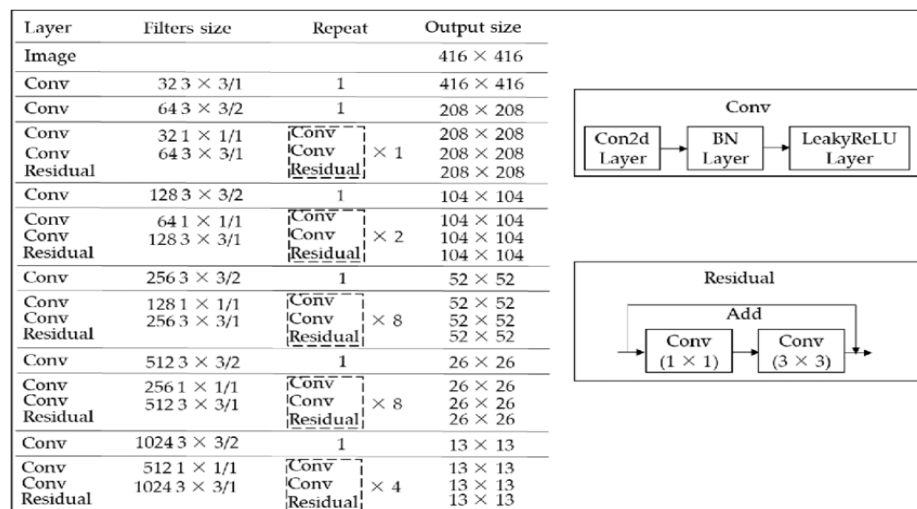 Layer Filters size Repeat Output size
Image 416 × 416
Conv 32 3 × 3/1 1 416 × 416
Conv 64 3 × 3/2 1 208 × 208
Conv 32 1 × 1/1 Conv 208 × 208
Conv 64 3 × 3/1 Conv × 1 208 × 208
Residual Residual 208 × 208
Conv 128 3 × 3/2 1 104 × 104
Conv 64 1 × 1/1 Conv 104 × 104
Conv 128 3 × 3/1 Conv × 2 104 × 104
Residual Residual 104 × 104
Conv 256 3 × 3/2 1 52 × 52
Conv 128 1 × 1/1 Conv 52 × 52
Conv 256 3 × 3/1 Conv × 8 52 × 52
Residual Residual 52 × 52
Conv 512 3 × 3/2 1 26 × 26
Conv 256 1 × 1/1 Conv 26 × 26
Conv 512 3 × 3/1 Conv × 8 26 × 26
Residual Residual 26 × 26
Conv 1024 3 × 3/2 1 13 × 13
Conv 512 1 × 1/1 Conv 13 × 13
Conv 1024 3 × 3/1 Conv × 4 13 × 13
Residual Residual 13 × 13
Conv
Con2d BN LeakyReLU
Layer Layer Layer
Residual
Add
Conv Conv
(1 × 1) (3 × 3)